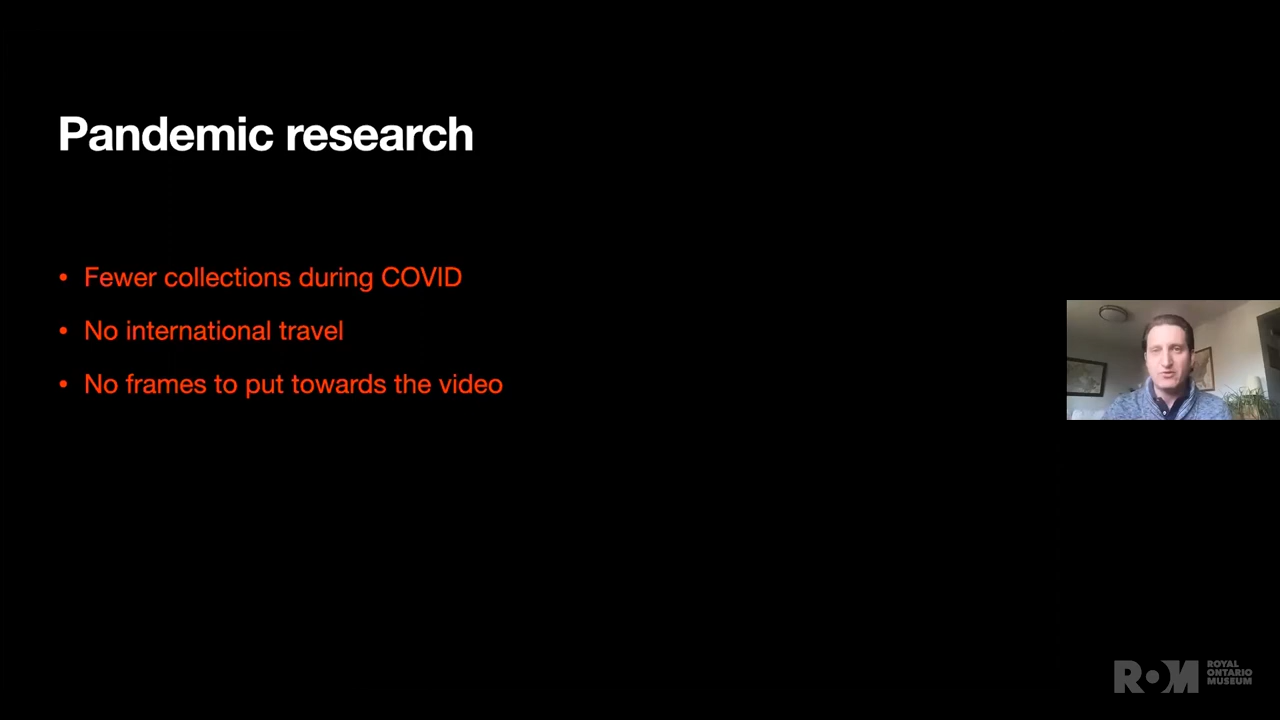 Pandemic research
• Fewer collections during COVID
• No international travel
• No frames to put towards the video
ROM
ROYAL
ONTARIO
MUSEUM